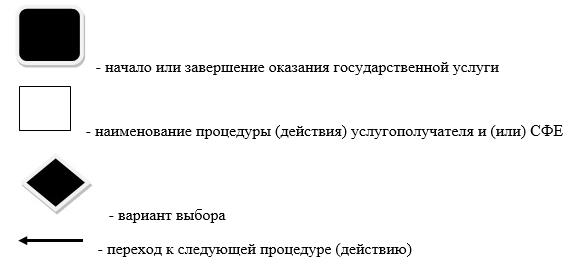 - начало или завершение оказания государственной услуги
- наименование процедуры (действия) услугополучателя и (или) СФЕ
- вариант выбора
- переход к следующей процедуре (действию)